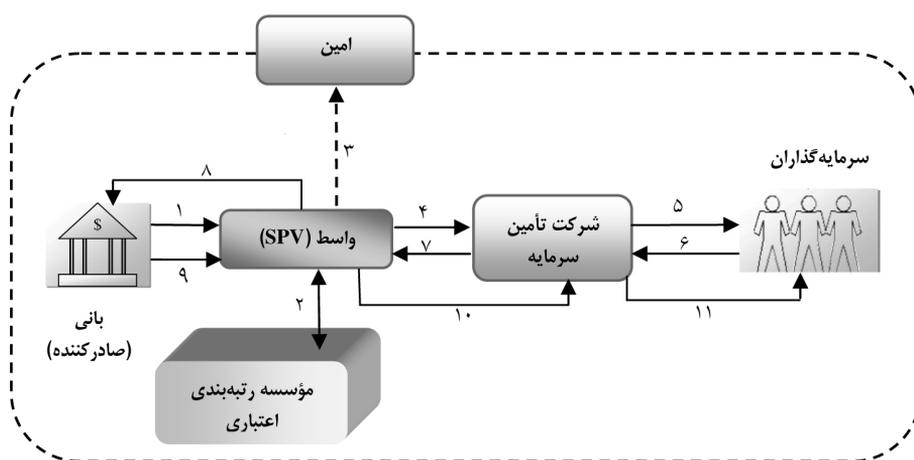 امین
۳
سرمایه‌گذاران
۸
$
۱
واسط (SPV)
۴
شرکت تأمین
سرمایه
۵
۹
۷
۶
۲
۱۰
۱۱
بانی
(صادرکننده)
مؤسسه رتبه‌بندی
اعتباری